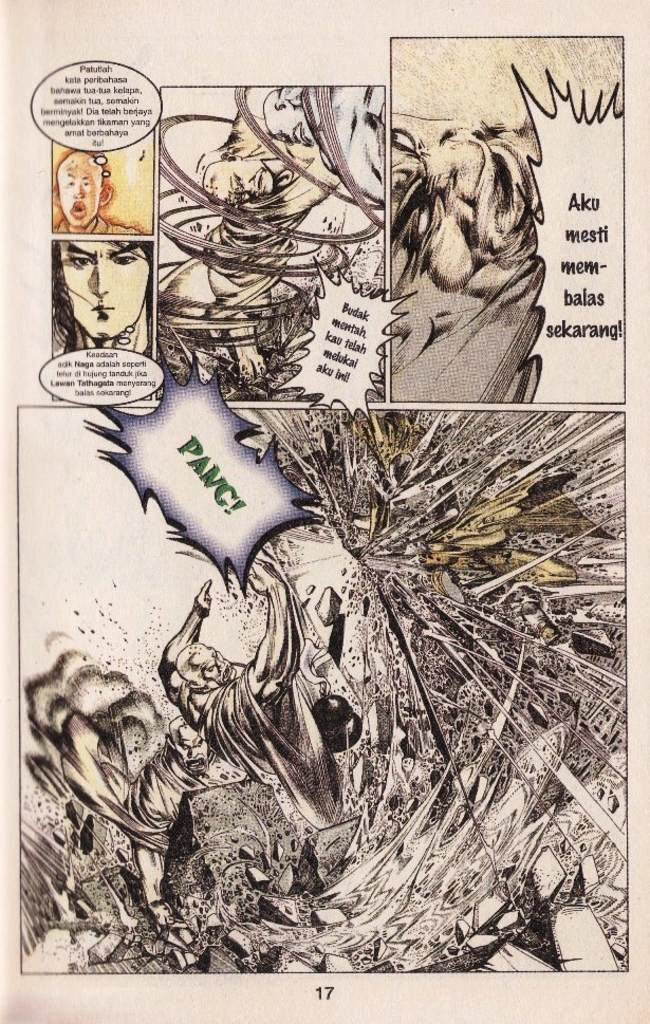 Patutlah
kata peribahasa
bahawa tua-tua kelapa,
semakin tua, semakin
berminyak! Dia telah berjaya
mengelakkan tikaman yang
amat berbahaya
itu!
Keadaan
adik Naga adalah seperti
telur di hujung tanduk jika
Lawan Tathagata menyerang
balas sekarang!
Budak
mentah,
kau telah
melukai
aku ini!
Aku
mesti
mem-
balas
sekarang!
PANG!
17